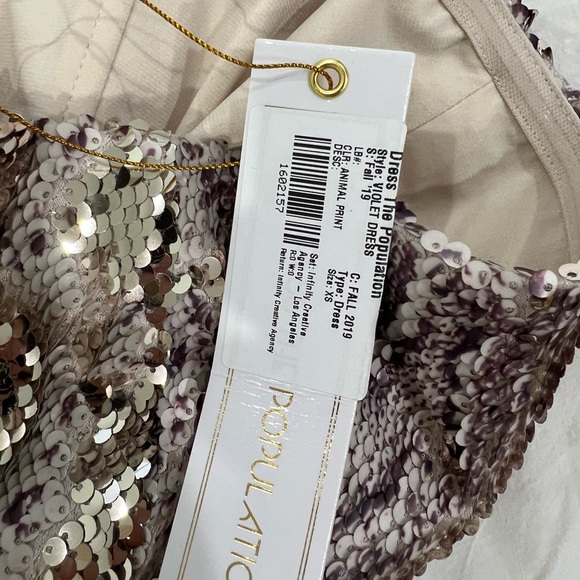 Dress The Population
Style: VIOLET DRESS
S: Fall '19
C: FALL 2019
LB#:
Type: Dress
CLR: ANIMAL PRINT
Size: XS
DESC:
1602157
Set: Infinity Creative
Agency - Los Angeles
Return: Infinity Creative Agency
POPULATIO